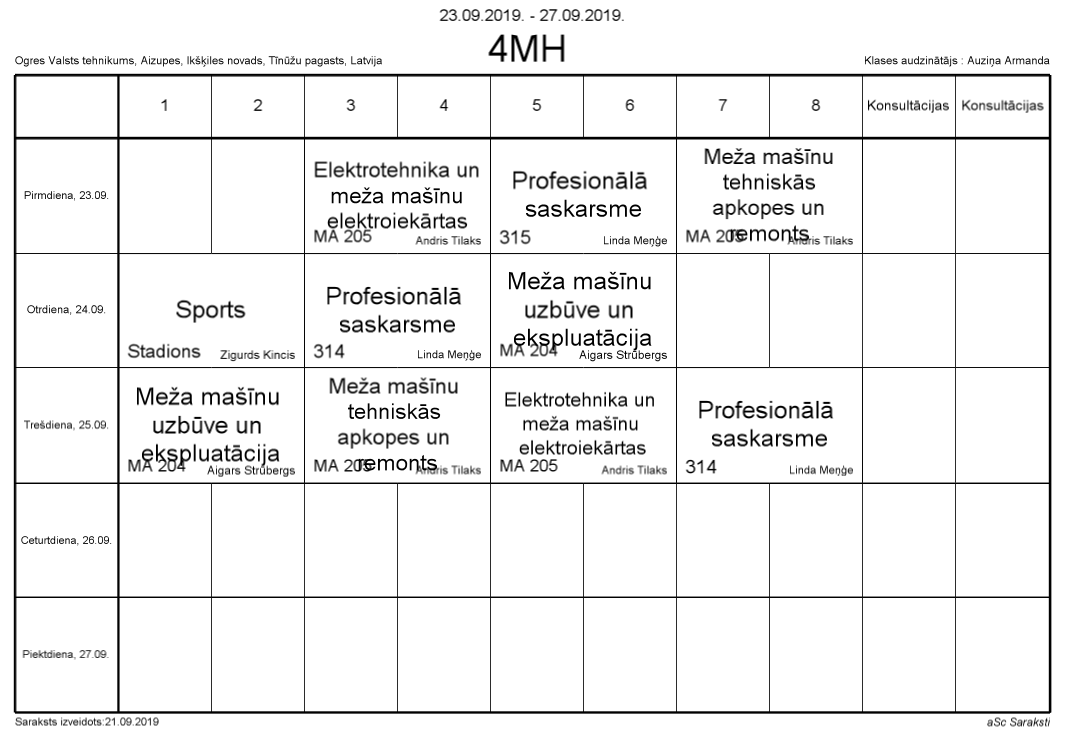 23.09.2019. - 27.09.2019.
4MH
Ogres Valsts tehnikums, Aizupes, Ikšķiles novads, Tīnūžu pagasts, Latvija
Klases audzinātājs : Auziņa Armanda
1 2 3 4 5 6 7 8 Konsultācijas Konsultācijas
Pirmdiena, 23.09.
Elektrotehnika un
meža mašīnu
elektroiekārtas
MA 205 Andris Tilaks
Profesionālā
saskarsme
315 Linda Meņģe
Meža mašīnu
tehniskās
apkopes un
remonts
MA 205 Andris Tilaks
Otrdiena, 24.09.
Sports
Stadions Zigurds Kincis
Profesionālā
saskarsme
314 Linda Meņģe
Meža mašīnu
uzbūve un
ekspluatācija
MA 204 Aigars Strūbergs
Trešdiena, 25.09.
Meža mašīnu
uzbūve un
ekspluatācija
MA 204 Aigars Strūbergs
Meža mašīnu
tehniskās
apkopes un
remonts
MA 205 Andris Tilaks
Elektrotehnika un
meža mašīnu
elektroiekārtas
MA 205 Andris Tilaks
Profesionālā
saskarsme
314 Linda Meņģe
Ceturtdiena, 26.09.
Piektdiena, 27.09.
Saraksts izveidots:21.09.2019
aSc Saraksti